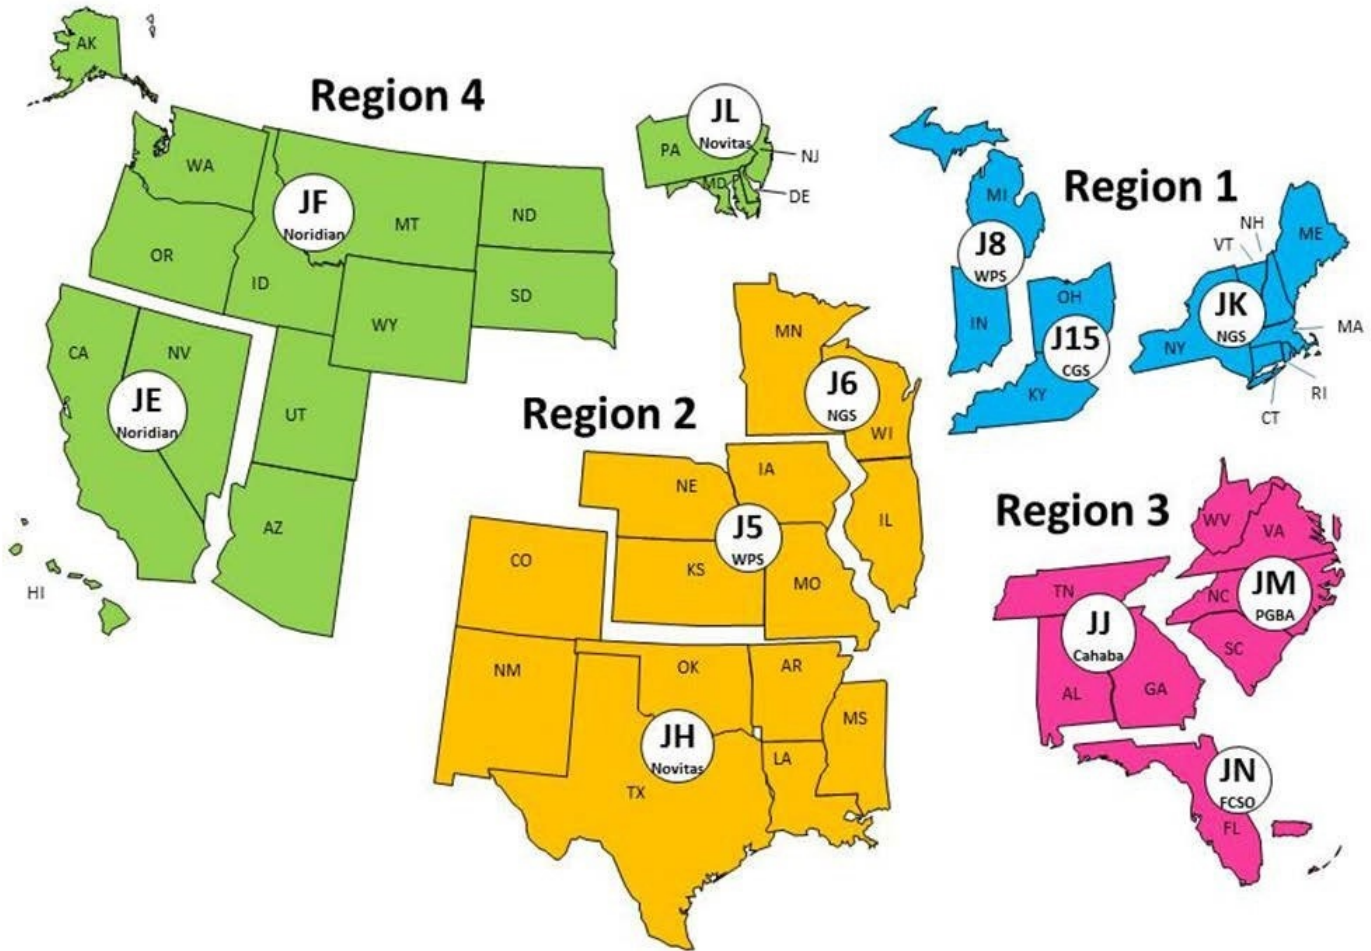 AK
Region 4
WA
JF
Noridian
MT
ND
OR
ID
SD
WY
CA
NV
JE
Noridian
UT
AZ
HI
JL
Novitas
PA
NJ
MD
DE
Region 1
MI
J8
WPS
IN
OH
J15
CGS
KY
NH
VT
ME
JK
NGS
MA
NY
RI
CT
Region 2
MN
J6
NGS
WI
IA
NE
IL
J5
WPS
KS
MO
CO
NM
OK
AR
MS
JH
Novitas
LA
TX
Region 3
WV
VA
TN
NC
JM
PGBA
JJ
Cahaba
SC
AL
GA
JN
FCSO
FL